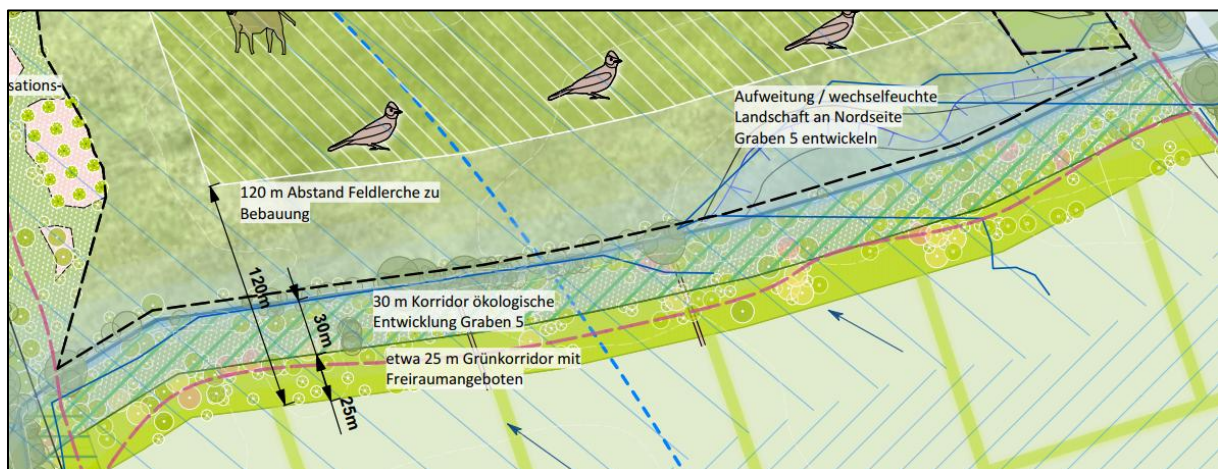 sations-
Aufweitung / wechselfeuchte
Landschaft an Nordseite
Graben 5 entwickeln
120 m Abstand Feldlerche zu
Bebauung
120m
30m
30 m Korridor ökologische
Entwicklung Graben 5
etwa 25 m Grünkorridor mit
Freiraumangeboten
25m